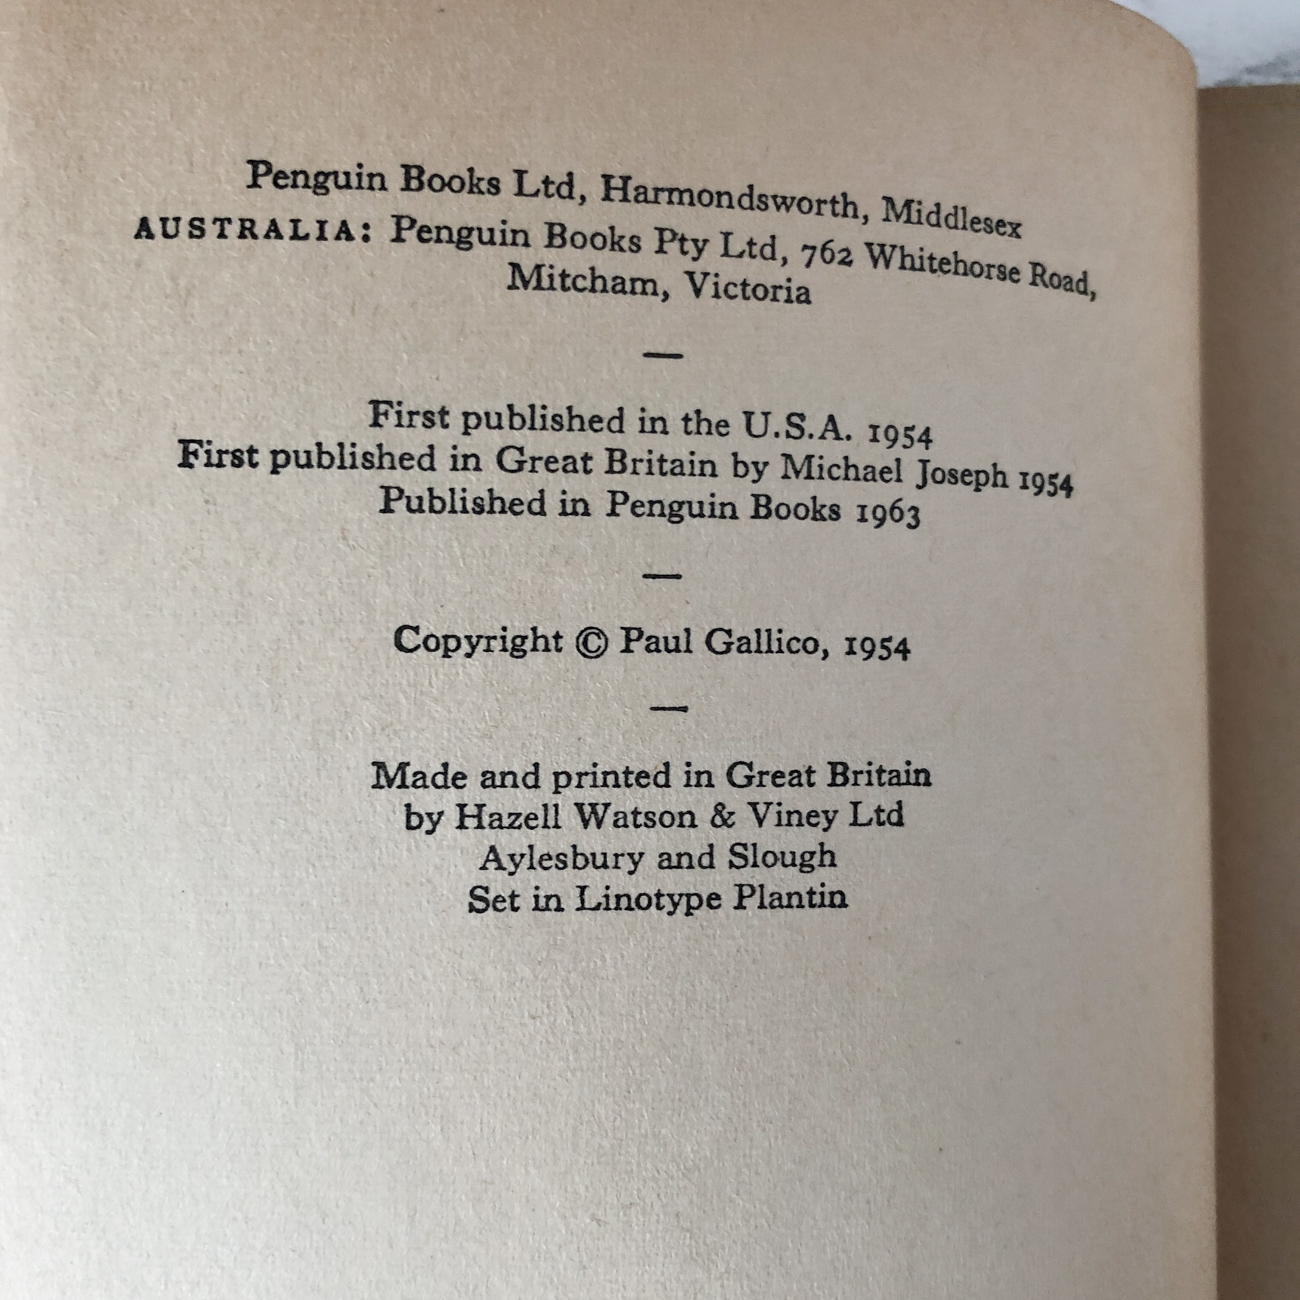 Penguin Books Ltd, Harmondsworth, Middlesex
AUSTRALIA: Penguin Books Pty Ltd, 762 Whitehorse Road,
Mitcham, Victoria
—
First published in the U.S.A. 1954
First published in Great Britain by Michael Joseph 1954
Published in Penguin Books 1963
—
Copyright © Paul Gallico, 1954
—
Made and printed in Great Britain
by Hazell Watson & Viney Ltd
Aylesbury and Slough
Set in Linotype Plantin